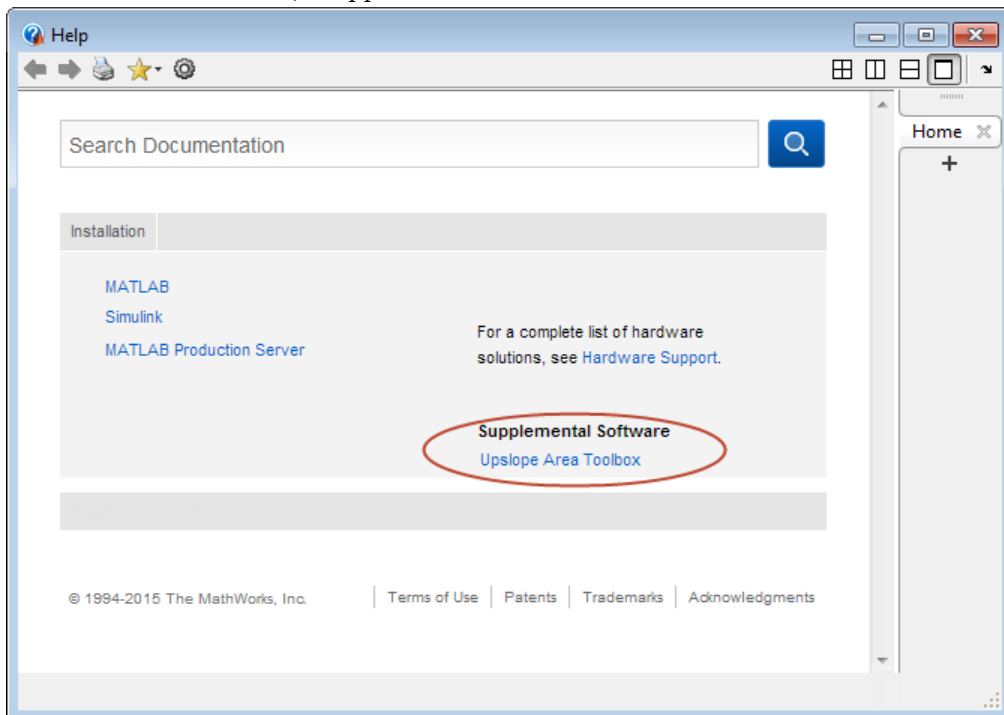 Help
Search Documentation
Home
Installation
MATLAB
Simulink
MATLAB Production Server
For a complete list of hardware
solutions, see Hardware Support.
Supplemental Software
Upslope Area Toolbox
© 1994-2015 The MathWorks, Inc. Terms of Use Patents Trademarks Acknowledgments